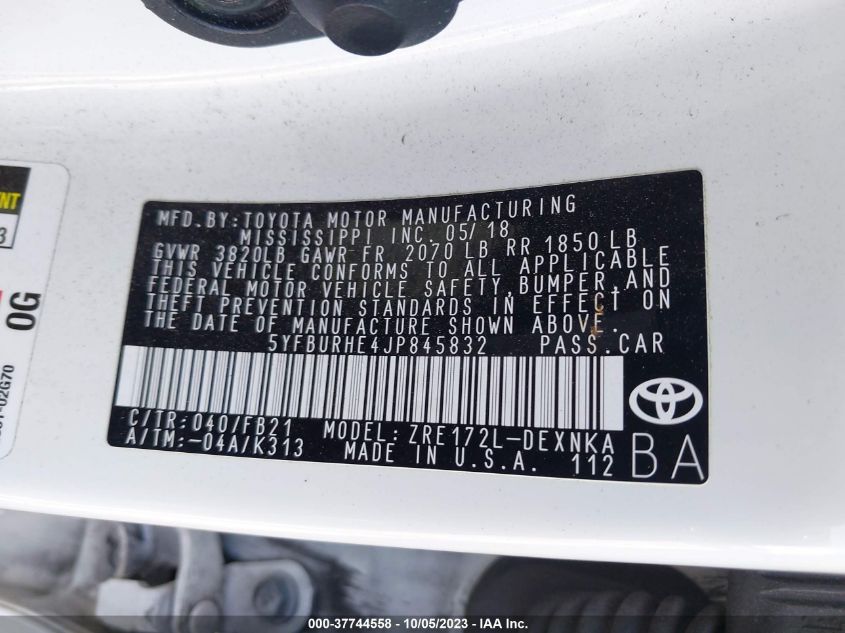 MFD.BY:TOYOTA MOTOR MANUFACTURING
MISSISSIPPI INC. 05/18
GVWR 3820LB GAWR FR 2070 LB RR 1850 LB
THIS VEHICLE CONFORMS TO ALL APPLICABLE
FEDERAL MOTOR VEHICLE SAFETY,BUMPER,AND
THEFT PREVENTION STANDARDS IN EFFECT ON
THE DATE OF MANUFACTURE SHOWN ABOVE.
5YFBURHE4JP845832 PASS.CAR
C/TR:040/FB21 MODEL:ZRE172L-DEXNKA
A/TM:-04A/K313 MADE IN U.S.A. 112
BA
0G
-02G70
000-37744558 - 10/05/2023 - IAA Inc.